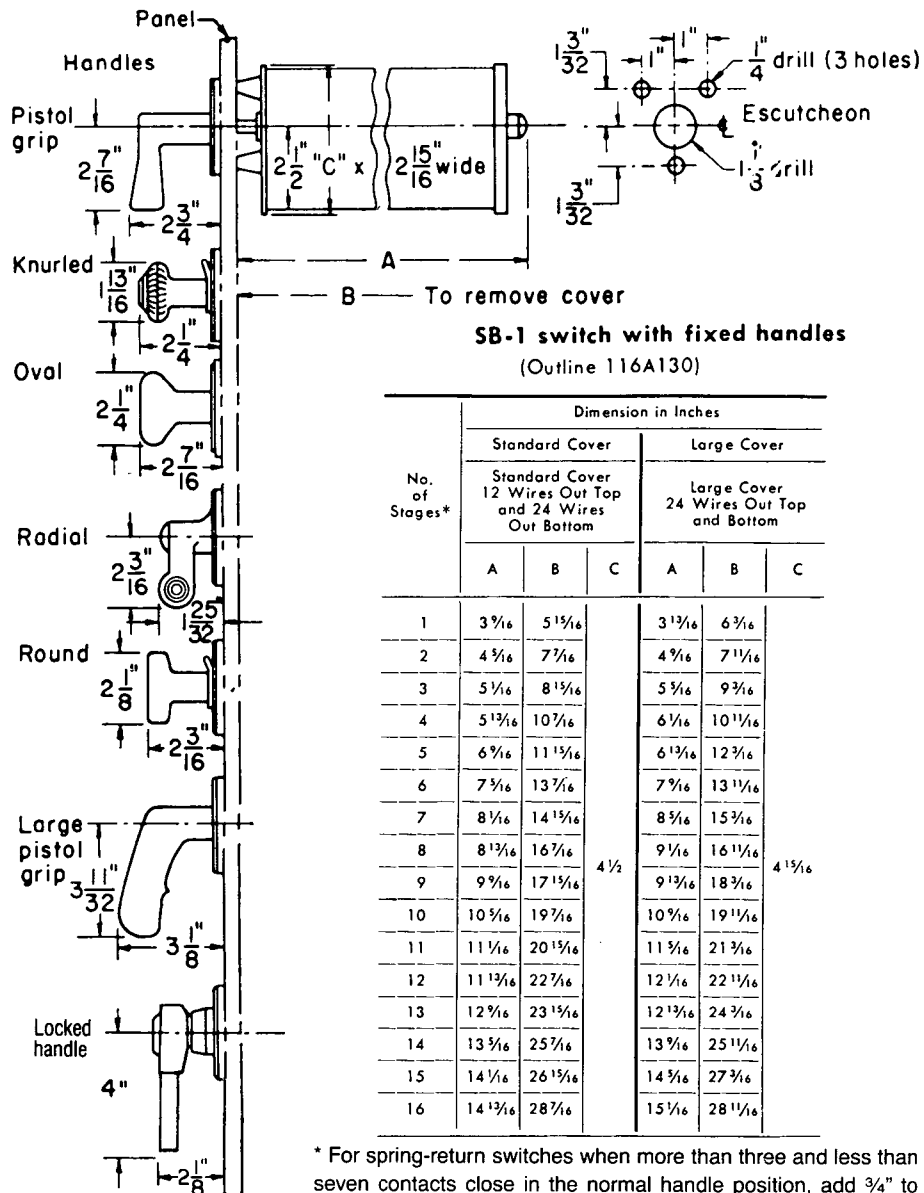 Panel
Handles
Pistol grip
2 7/16"
2 3/4"
2 1/2" "C" x 2 15/16" wide
A
B To remove cover
1 3/32"
1" 1"
1/4" drill (3 holes)
Escutcheon
℄
1 1/8" drill
1 3/32"
Knurled
1 13/16"
2 1/4"
Oval
2 1/4"
2 7/16"
Radial
2 3/16"
1 25/32"
Round
2 1/8"
2 3/16"
Large pistol grip
3 11/32"
3 1/8"
Locked handle
4"
2 1/8"
SB-1 switch with fixed handles
(Outline 116A130)
No. of Stages*
Dimension in Inches
Standard Cover Large Cover
Standard Cover
12 Wires Out Top
and 24 Wires
Out Bottom
Large Cover
24 Wires Out Top
and Bottom
A B C A B C
1 3 9/16 5 15/16 3 13/16 6 3/16
2 4 5/16 7 7/16 4 9/16 7 11/16
3 5 1/16 8 15/16 5 5/16 9 3/16
4 5 13/16 10 7/16 6 1/16 10 11/16
5 6 9/16 11 15/16 6 13/16 12 3/16
6 7 5/16 13 7/16 7 9/16 13 11/16
7 8 1/16 14 15/16 8 5/16 15 3/16
8 8 13/16 16 7/16 9 1/16 16 11/16
4 1/2 4 15/16
9 9 9/16 17 15/16 9 13/16 18 3/16
10 10 5/16 19 7/16 10 9/16 19 11/16
11 11 1/16 20 15/16 11 5/16 21 3/16
12 11 13/16 22 7/16 12 1/16 22 11/16
13 12 9/16 23 15/16 12 13/16 24 3/16
14 13 5/16 25 7/16 13 9/16 25 11/16
15 14 1/16 26 15/16 14 5/16 27 3/16
16 14 13/16 28 7/16 15 1/16 28 11/16
* For spring-return switches when more than three and less than
seven contacts close in the normal handle position, add 3/4" to